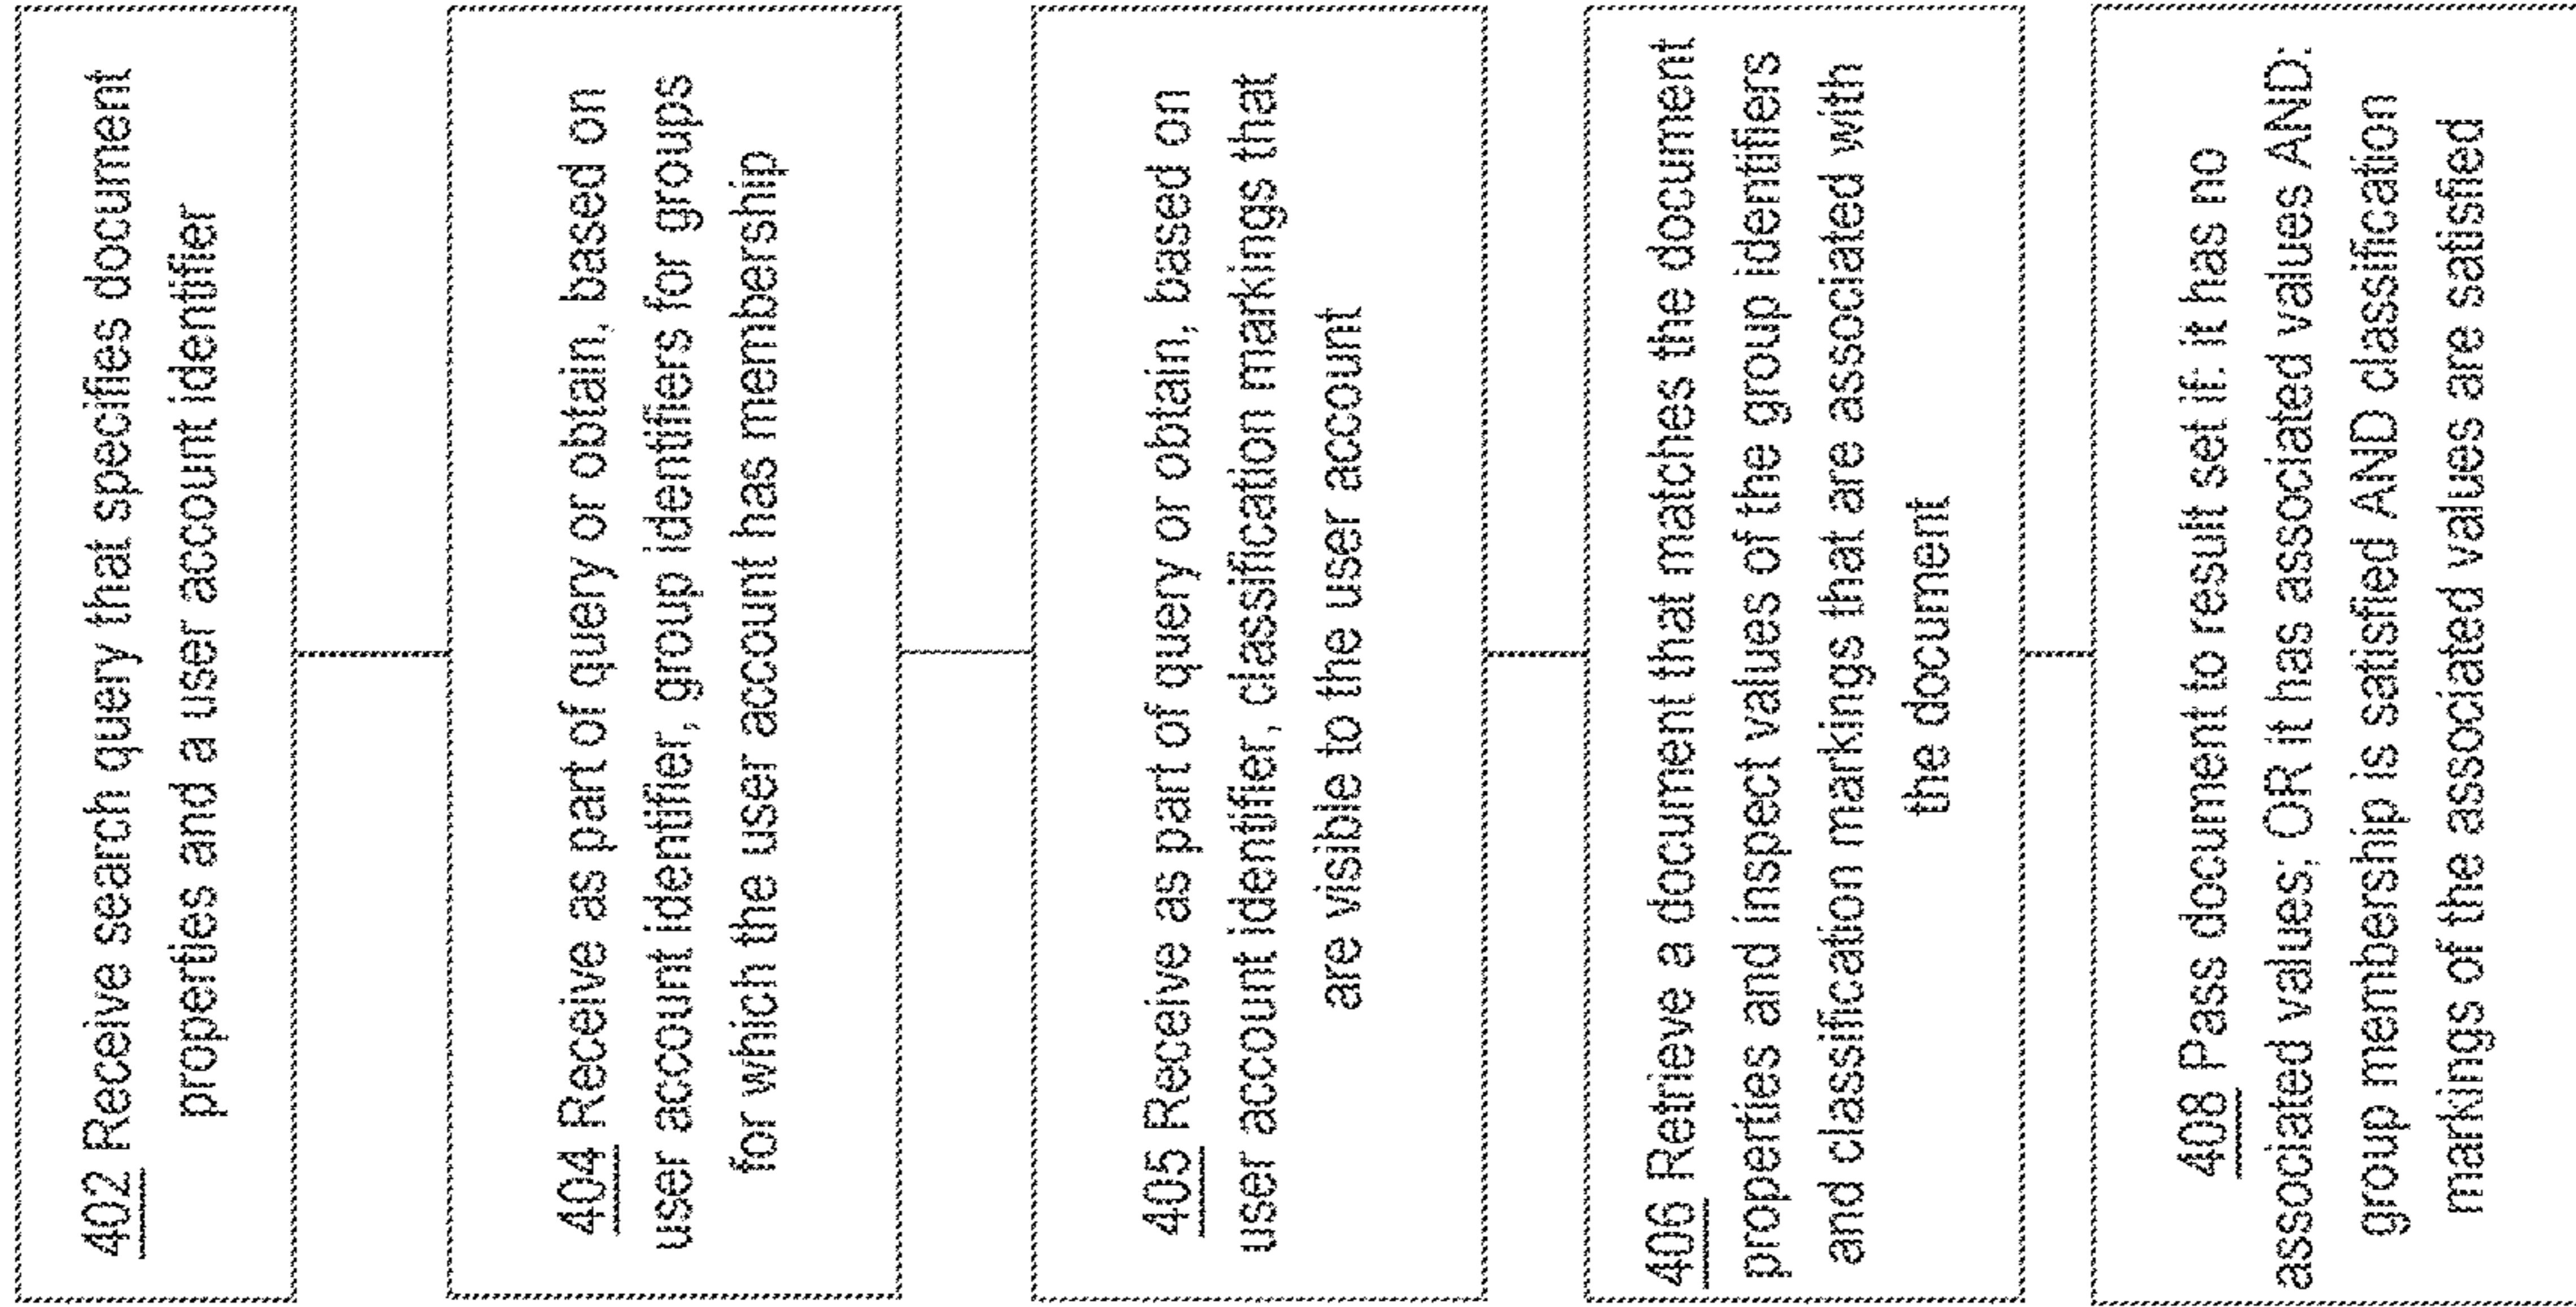 402 Receive search query that specifies document
properties and a user account identifier
404 Receive as part of query or obtain, based on
user account identifier, group identifiers for groups
for which the user account has membership
405 Receive as part of query or obtain, based on
user account identifier, classification markings that
are visible to the user account
406 Retrieve a document that matches the document
properties and inspect values of the group identifiers
and classification markings that are associated with
the document
408 Pass document to result set if: it has no
associated values; OR it has associated values AND:
group membership is satisfied AND classification
markings of the associated values are satisfied